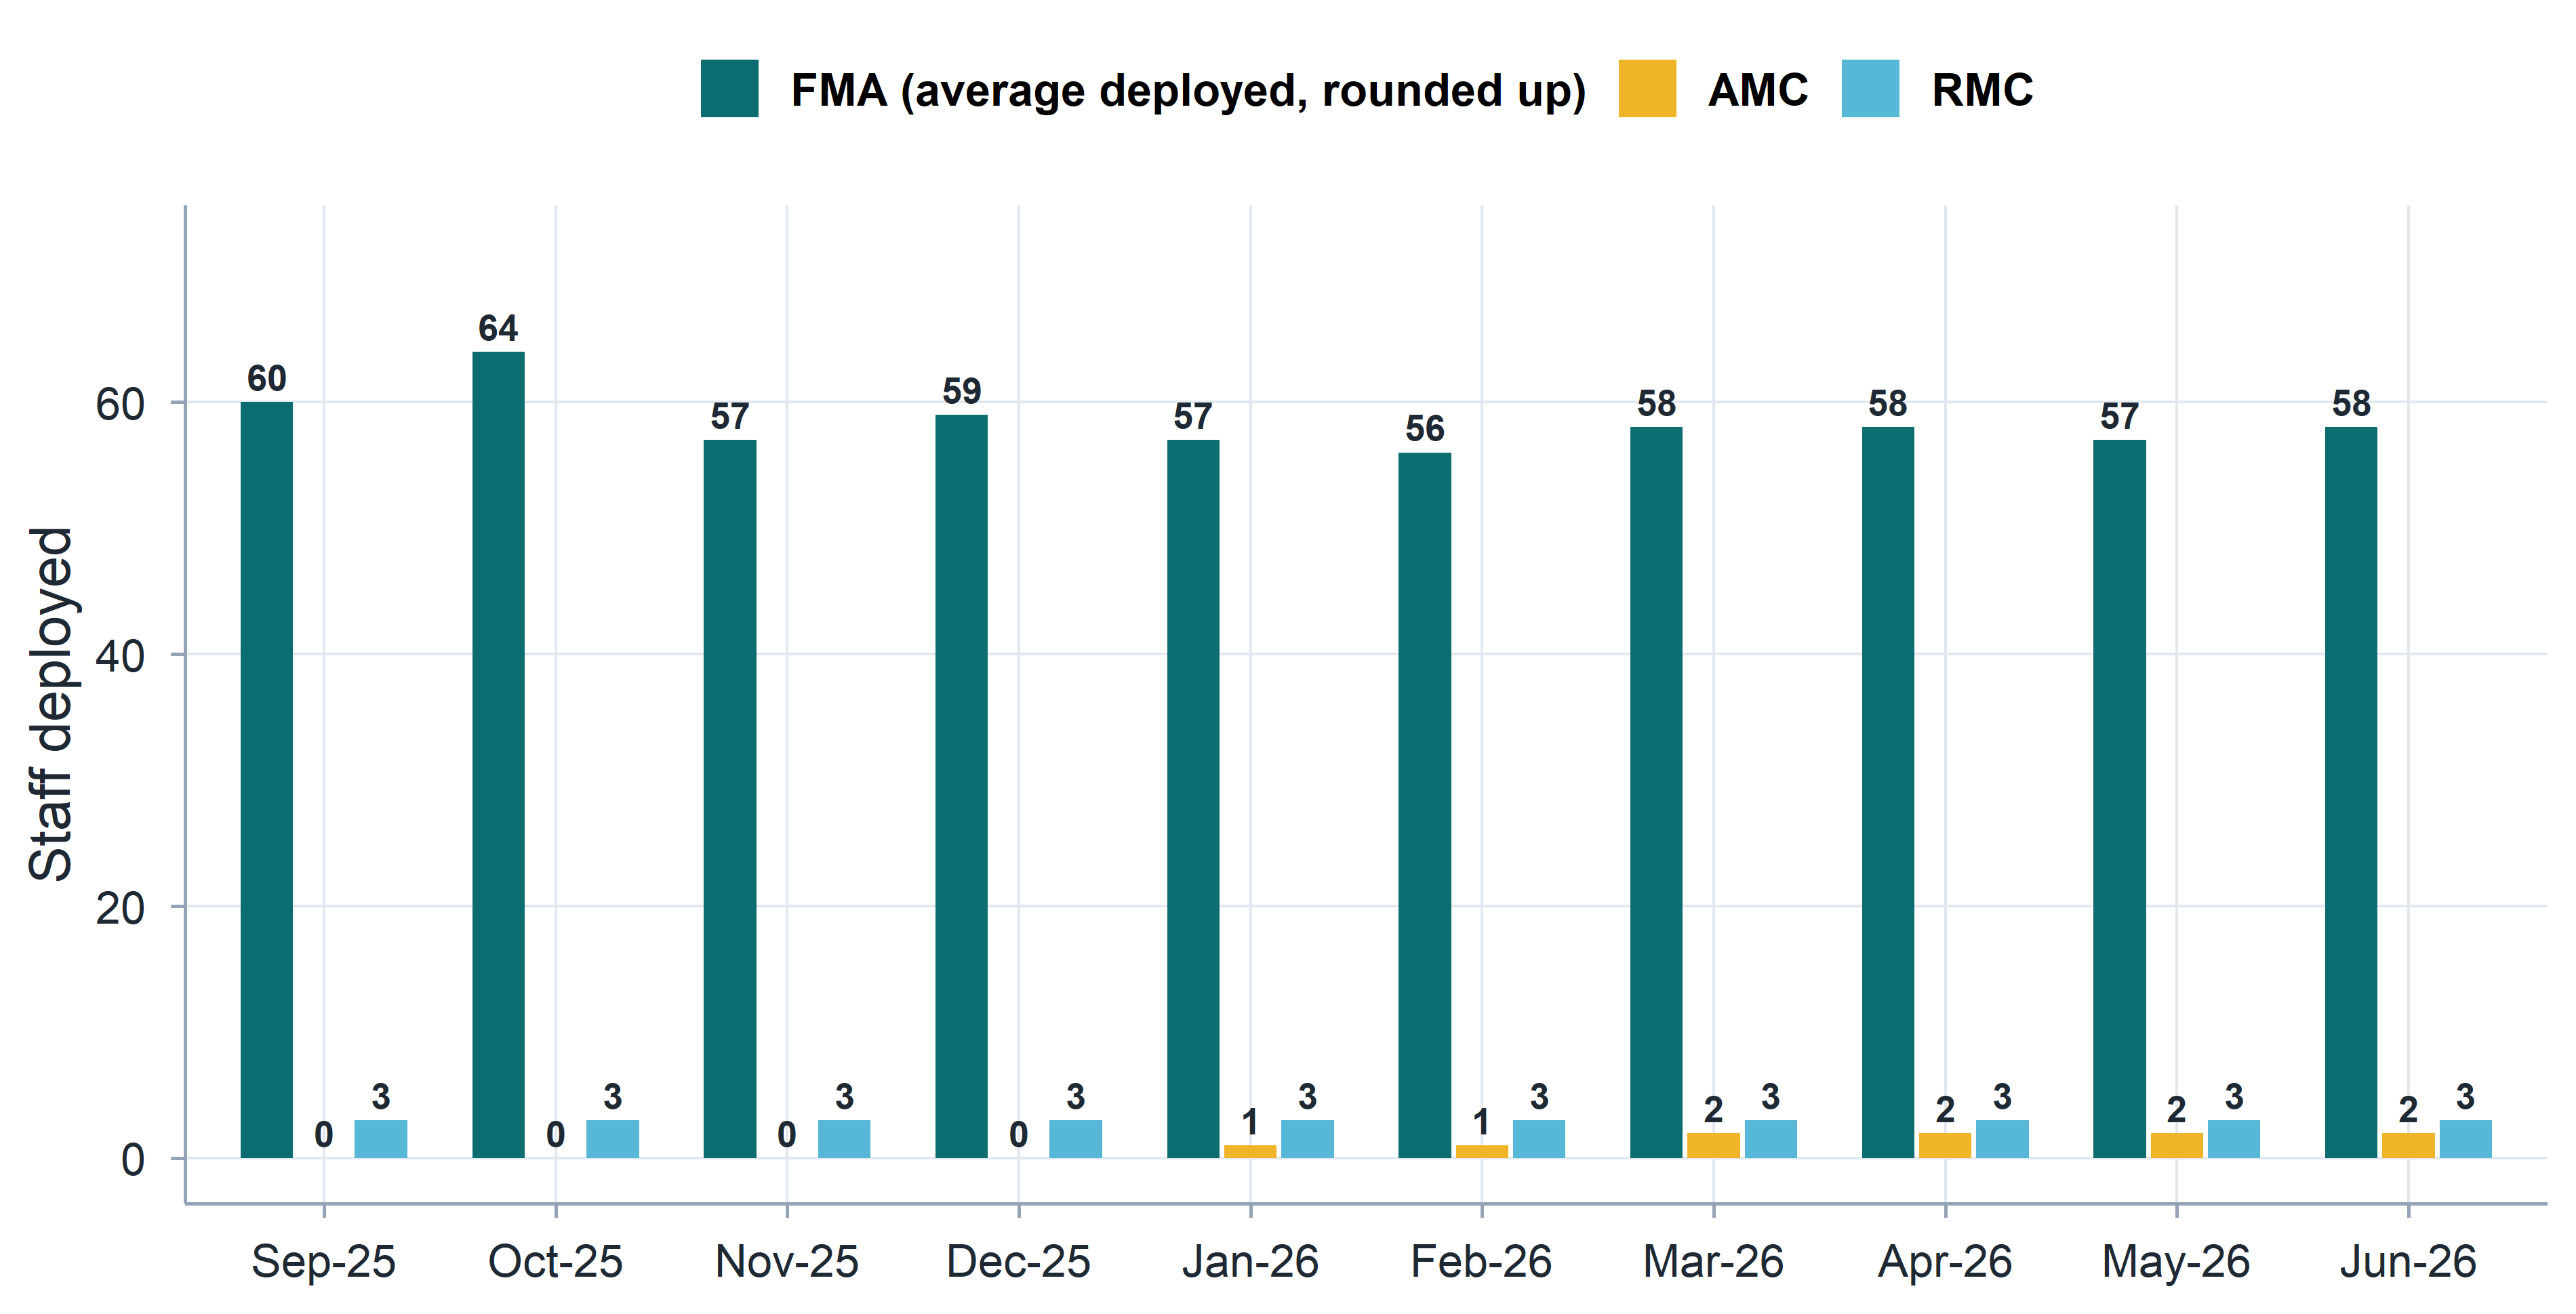 FMA (average deployed, rounded up) AMC RMC
Staff deployed
60
40
20
0
60 0 3
64 0 3
57 0 3
59 0 3
57 1 3
56 1 3
58 2 3
58 2 3
57 2 3
58 2 3
Sep-25 Oct-25 Nov-25 Dec-25 Jan-26 Feb-26 Mar-26 Apr-26 May-26 Jun-26